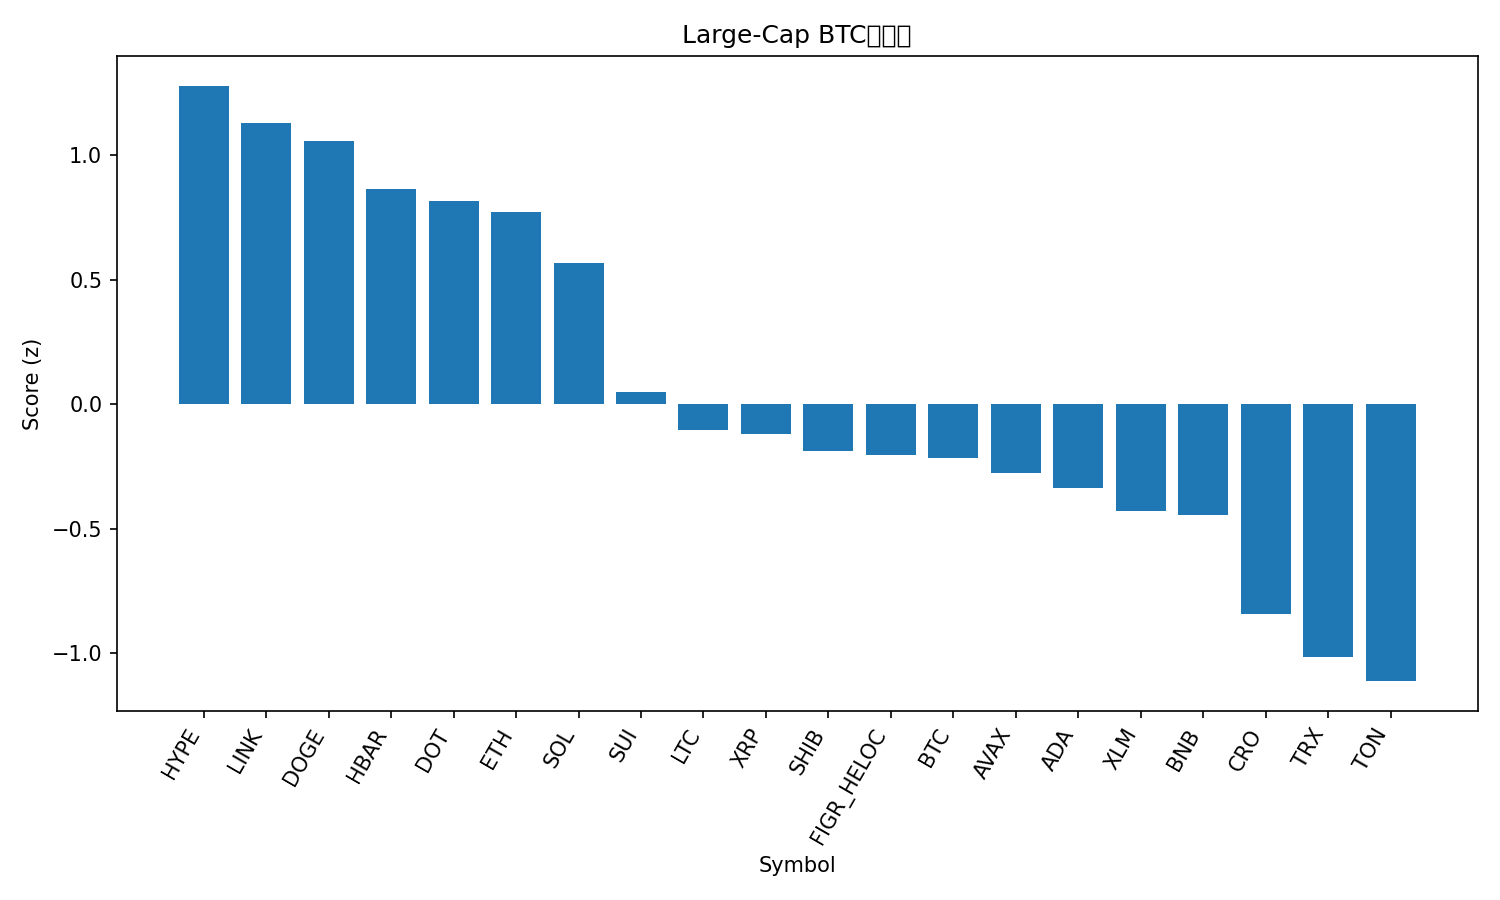 Large-Cap BTC
Score (z)
1.0
0.5
0.0
−0.5
−1.0
HYPE
LINK
DOGE
HBAR
DOT
ETH
SOL
SUI
LTC
XRP
SHIB
FIGR_HELOC
BTC
AVAX
ADA
XLM
BNB
CRO
TRX
TON
Symbol